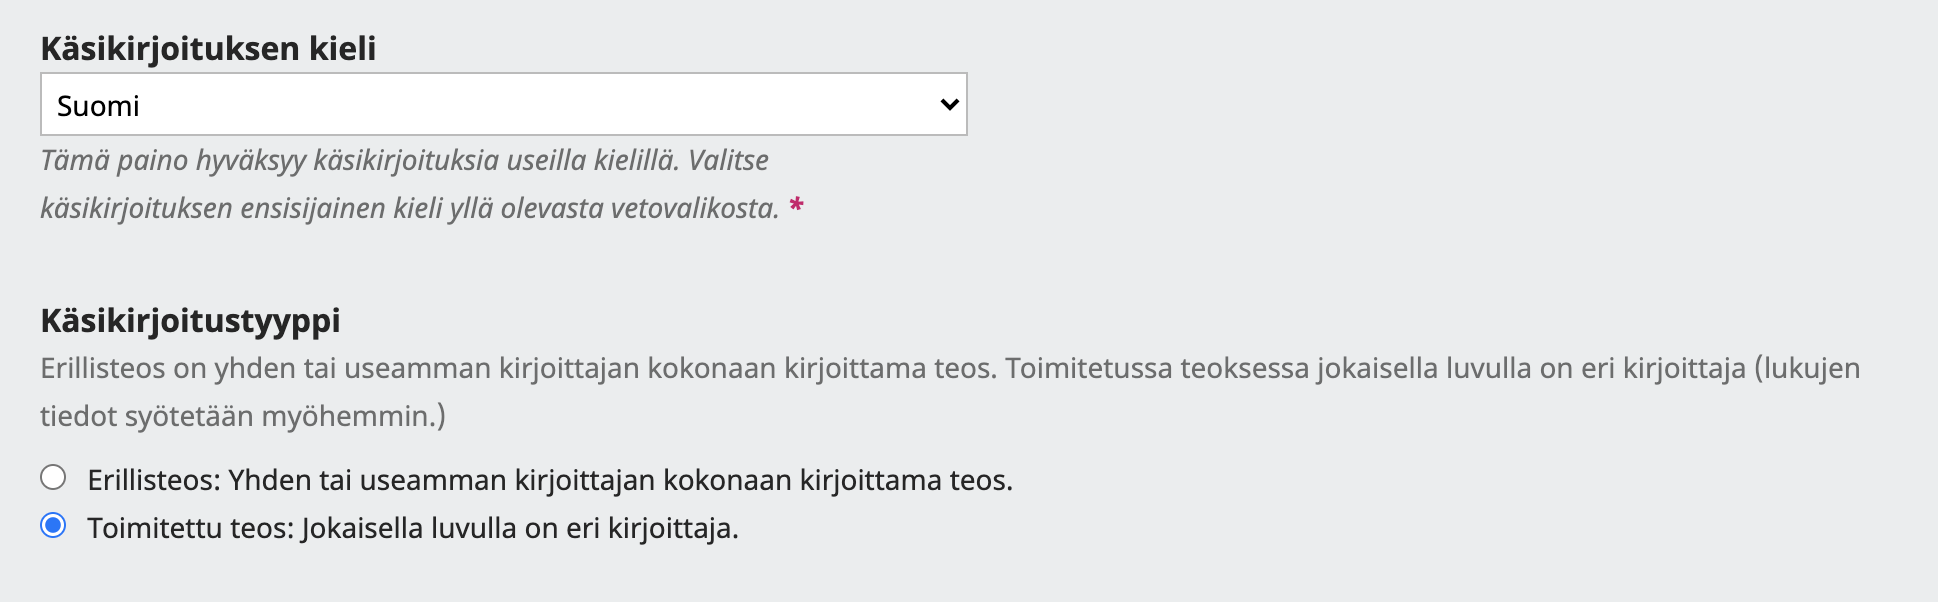 Käsikirjoituksen kieli
Suomi
Tämä paino hyväksyy käsikirjoituksia useilla kielillä. Valitse
käsikirjoituksen ensisijainen kieli yllä olevasta vetovalikosta. *
Käsikirjoitustyyppi
Erillisteos on yhden tai useamman kirjoittajan kokonaan kirjoittama teos. Toimitetussa teoksessa jokaisella luvulla on eri kirjoittaja (lukujen
tiedot syötetään myöhemmin.)
Erillisteos: Yhden tai useamman kirjoittajan kokonaan kirjoittama teos.
Toimitettu teos: Jokaisella luvulla on eri kirjoittaja.